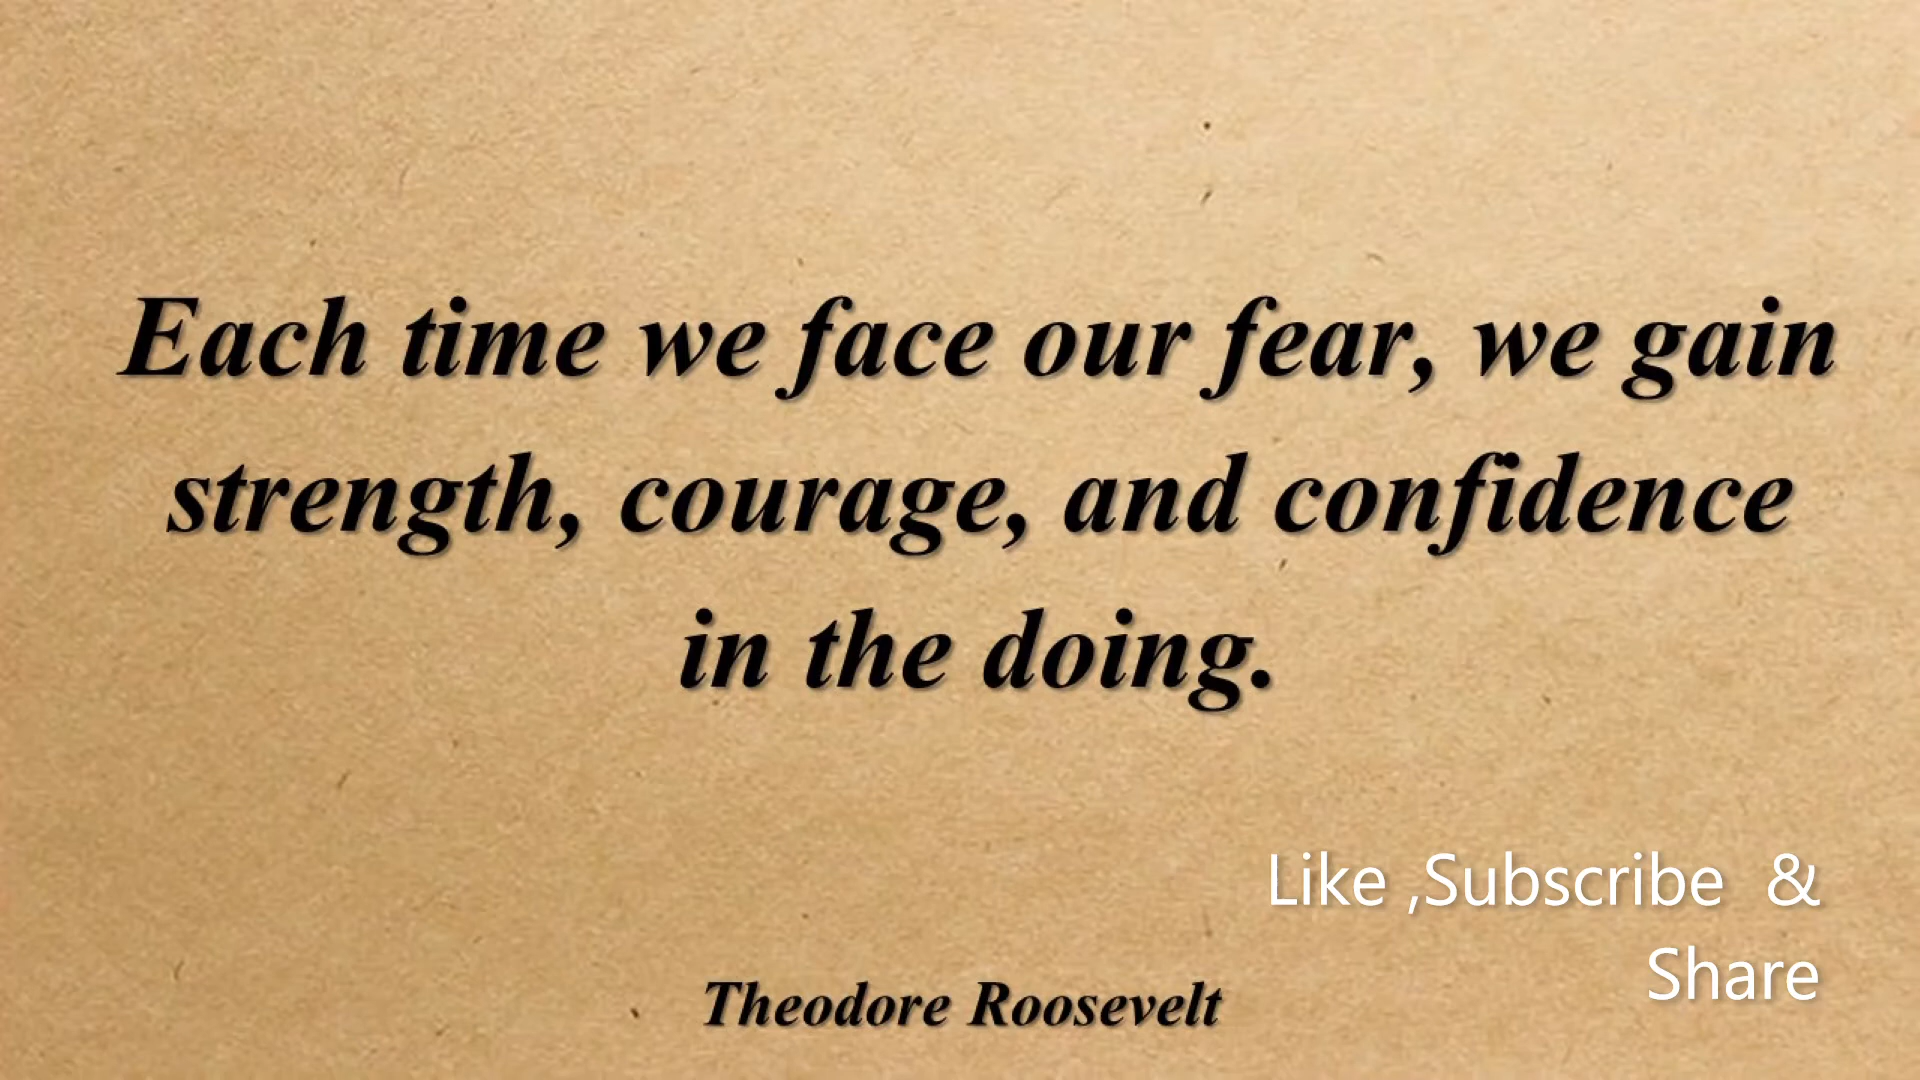 Each time we face our fear, we gain
strength, courage, and confidence
in the doing.
Like ,Subscribe  &
Share
Theodore Roosevelt